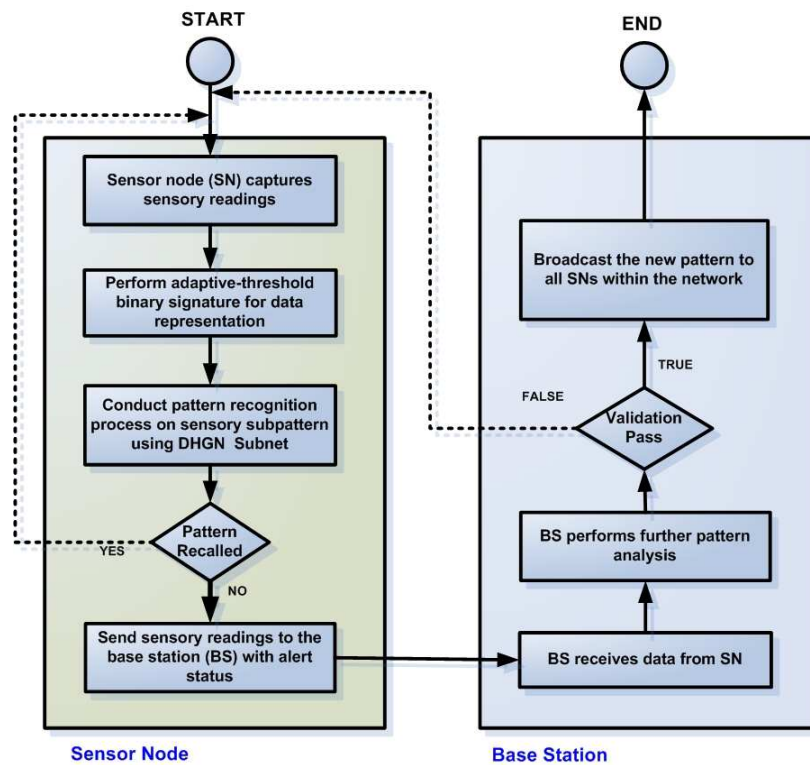 START
Sensor node (SN) captures
sensory readings
Perform adaptive-threshold
binary signature for data
representation
Conduct pattern recognition
process on sensory subpattern
using DHGN Subnet
Pattern
Recalled
YES
NO
Send sensory readings to the
base station (BS) with alert
status
Sensor Node
END
Broadcast the new pattern to
all SNs within the network
TRUE
FALSE
Validation
Pass
BS performs further pattern
analysis
BS receives data from SN
Base Station